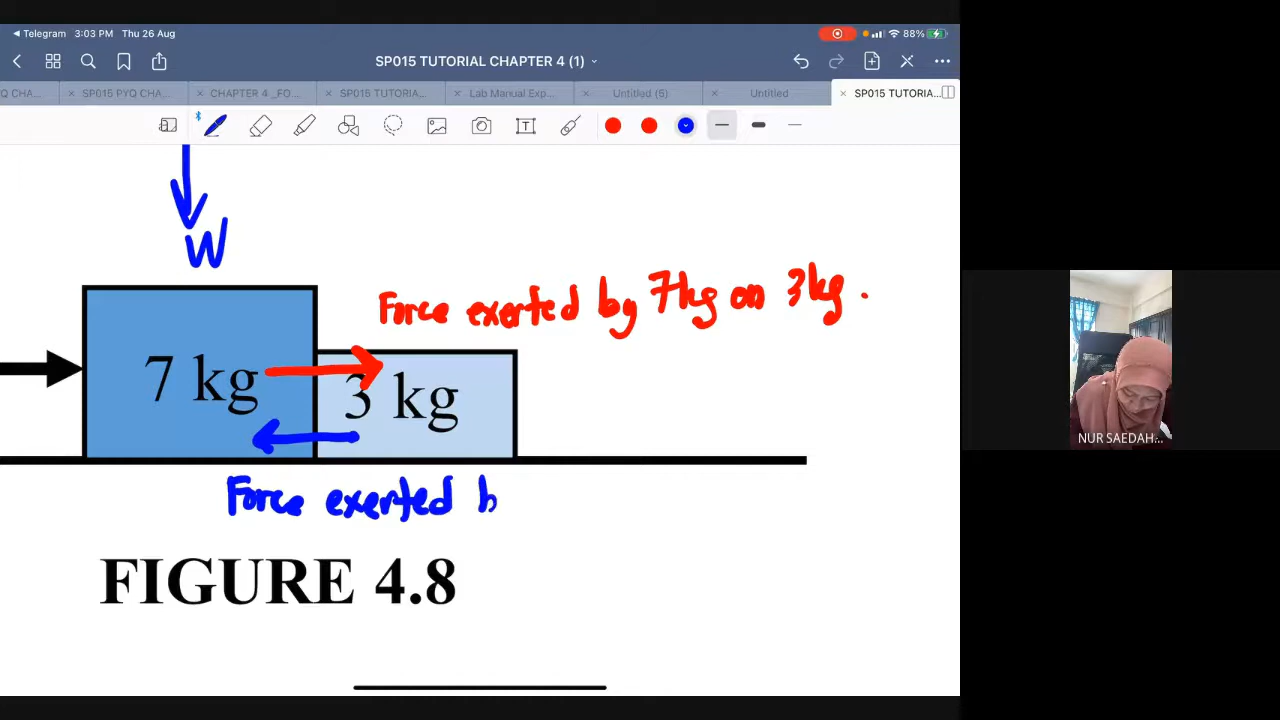 Telegram 3:03 PM Thu 26 Aug 88%
SP015 TUTORIAL CHAPTER 4 (1)
Q CHA... SP015 PYQ CHA... CHAPTER 4 _FO... SP015 TUTORIA... Lab Manual Exp... Untitled (6) Untitled SP015 TUTORIA...
T
W
Force exerted by 7kg on 3kg.
7 kg
3 kg
Force exerted b
FIGURE 4.8
NUR SAEDAH...